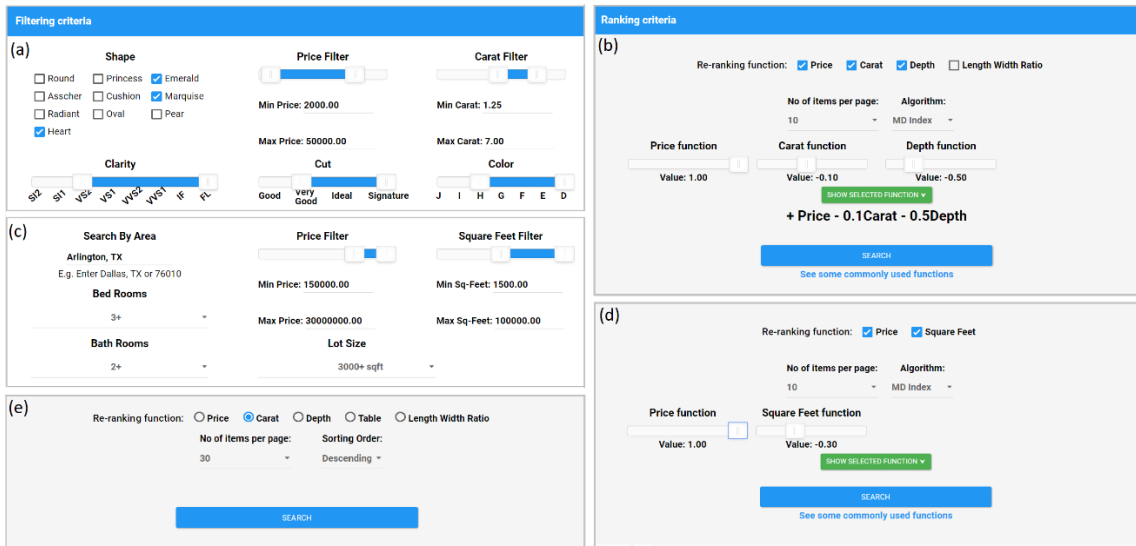 Filtering criteria
(a)
Shape
Round Princess Emerald
Asscher Cushion Marquise
Radiant Oval Pear
Heart
Price Filter
Min Price: 2000.00
Max Price: 50000.00
Carat Filter
Min Carat: 1.25
Max Carat: 7.00
Clarity
SI2 SI1 VS2 VS1 VVS2 VVS1 IF FL
Cut
Good Very Good Ideal Signature
Color
J I H G F E D
(c)
Search By Area
Arlington, TX
E.g. Enter Dallas, TX or 76010
Bed Rooms
3+
Bath Rooms
2+
Price Filter
Min Price: 150000.00
Max Price: 30000000.00
Square Feet Filter
Min Sq-Feet: 1500.00
Max Sq-Feet: 100000.00
Lot Size
3000+ sqft
(e)
Re-ranking function: Price Carat Depth Table Length Width Ratio
No of items per page: Sorting Order:
30 Descending
SEARCH
Ranking criteria
(b)
Re-ranking function: Price Carat Depth Length Width Ratio
No of items per page: Algorithm:
10 MD Index
Price function Carat function Depth function
Value: 1.00 Value: -0.10 Value: -0.50
SHOW SELECTED FUNCTION
+ Price - 0.1Carat - 0.5Depth
SEARCH
See some commonly used functions
(d)
Re-ranking function: Price Square Feet
No of items per page: Algorithm:
10 MD Index
Price function Square Feet function
Value: 1.00 Value: -0.30
SHOW SELECTED FUNCTION
SEARCH
See some commonly used functions